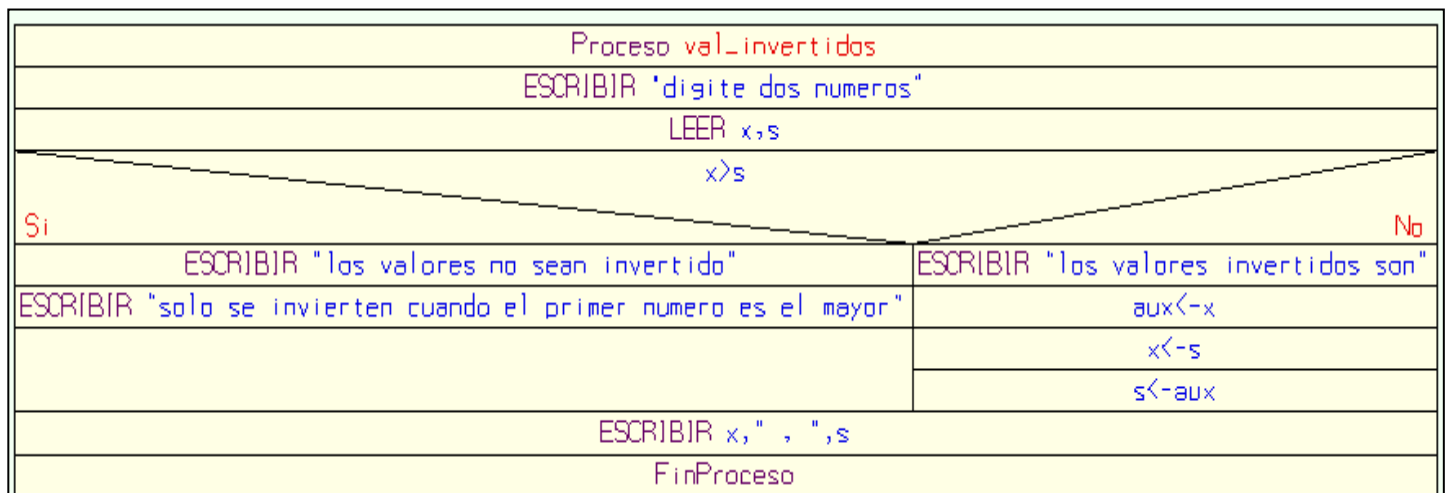 Proceso val_invertidos
ESCRIBIR "digite dos numeros"
LEER x,s
x>s
Si
No
ESCRIBIR "los valores no sean invertido"
ESCRIBIR "los valores invertidos son"
ESCRIBIR "solo se invierten cuando el primer numero es el mayor"
aux<-x
x<-s
s<-aux
ESCRIBIR x," , ",s
FinProceso